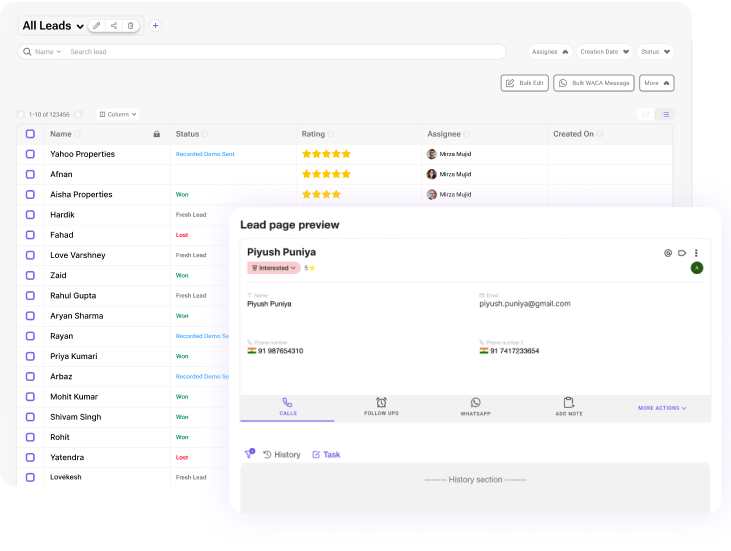 All Leads
Name Search lead
Assignee Creation Date Status
Bulk Edit Bulk WACA Message More
1-10 of 123456 Column
Name Status Rating Assignee Created On
Yahoo Properties Recorded Demo Sent Mirza Mujid
Afnan Mirza Mujid
Aisha Properties Won Mirza Mujid
Hardik Fresh Lead
Fahad Lost
Love Varshney Fresh Lead
Zaid Won
Rahul Gupta Fresh Lead
Aryan Sharma Won
Rayan Recorded Demo Se
Priya Kumari Won
Arbaz Recorded Demo Se
Mohit Kumar Won
Shivam Singh Won
Rohit Won
Yatendra Lost
Lovekesh Fresh Lead
Lead page preview
Piyush Puniya
Interested 5
A
Name Email
Piyush Puniya piyush.puniya@gmail.com
Phone number Phone number 2
91 987654310 91 7417233654
CALLS FOLLOW UPS WHATSAPP ADD NOTE MORE ACTIONS
1
History Task
------- History section -------